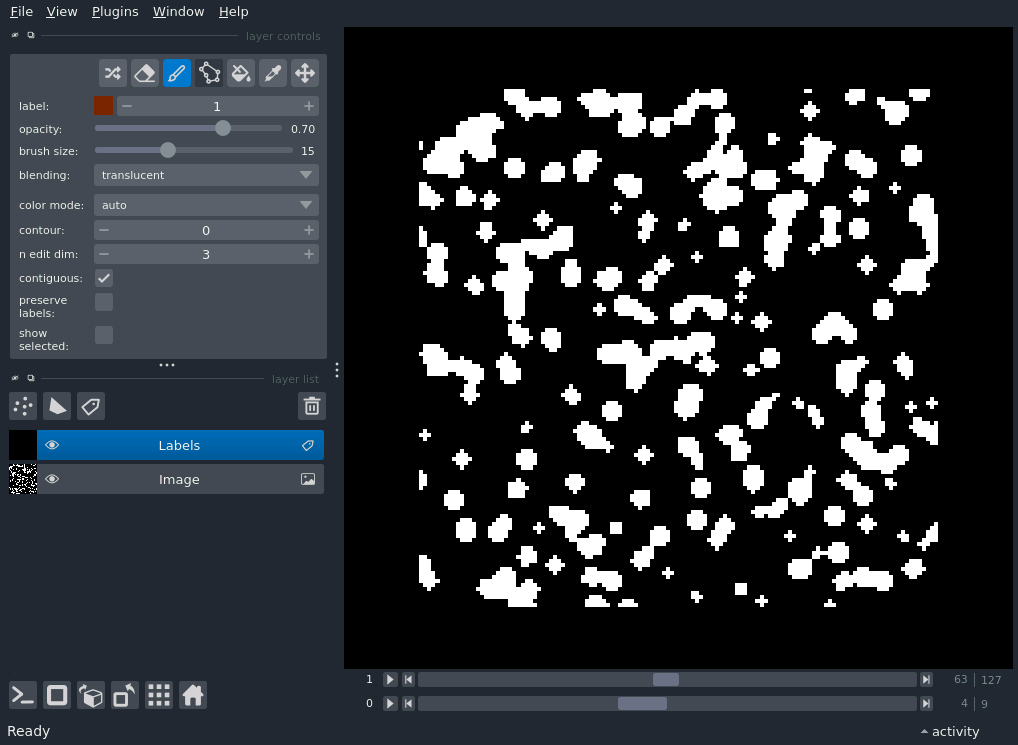 File View Plugins Window Help
layer controls
label: 1
opacity: 0.70
brush size: 15
blending: translucent
color mode: auto
contour: 0
n edit dim: 3
contiguous:
preserve
labels:
show
selected:
layer list
Labels
Image
1 63 127
0 4 9
Ready activity